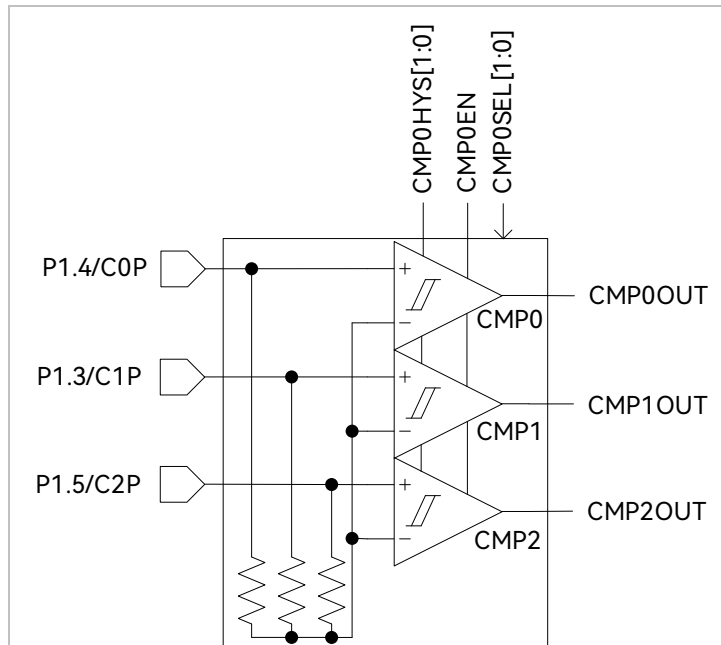 CMP0HYS[1:0]
CMP0EN
CMP0SEL[1:0]
P1.4/C0P
+
−
CMP0
CMP0OUT
P1.3/C1P
+
−
CMP1
CMP1OUT
P1.5/C2P
+
−
CMP2
CMP2OUT